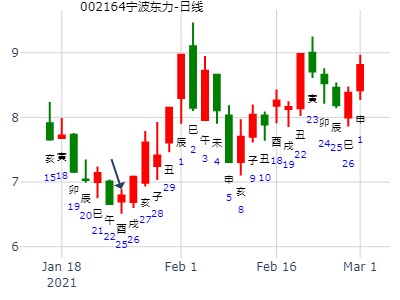 002164宁波东力-日线
9
8
7
6
亥
15
寅
18
卯
19
辰
20
巳
21
午
22
酉
25
戌
26
亥
27
子
28
丑
29
辰
1
巳
2
午
3
未
4
申
5
亥
8
子
9
丑
10
酉
18
戌
19
丑
22
寅
23
卯
24
辰
25
巳
26
申
1
Jan 18
2021
Feb 1
Feb 16
Mar 1